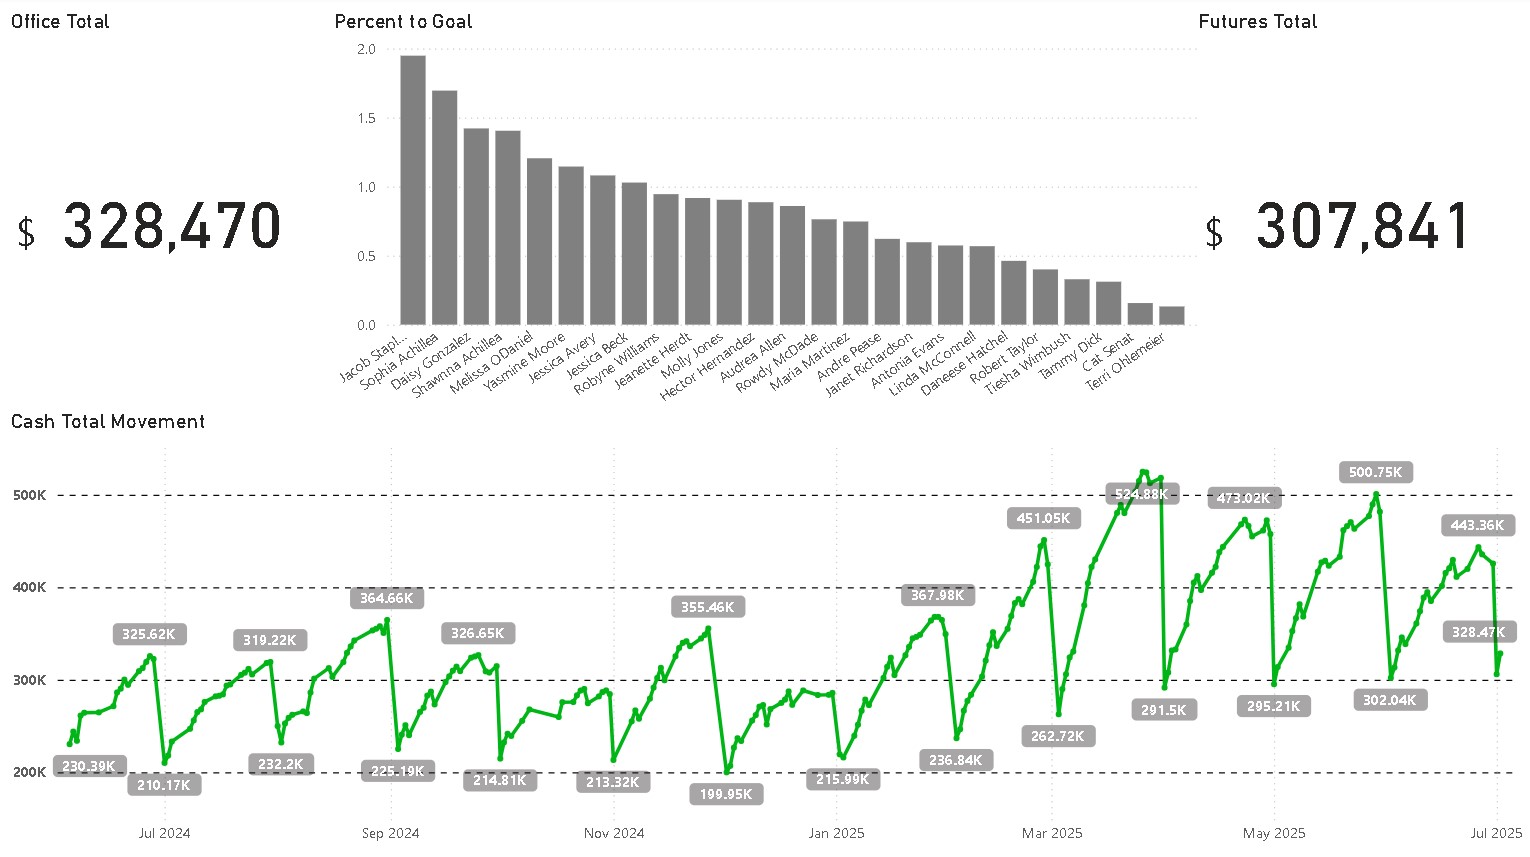 Office Total
Percent to Goal
Futures Total
2.0
1.5
1.0
0.5
0.0
$ 328,470
$ 307,841
Jacob Stapl...
Sophia Achillea
Daisy Gonzalez
Shawnna Achillea
Melissa ODaniel
Yasmine Moore
Jessica Avery
Jessica Beck
Robyne Williams
Jeanette Herdt
Molly Jones
Hector Hernandez
Audrea Allen
Rowdy McDade
Maria Martinez
Andre Pease
Janet Richardson
Antonia Evans
Linda McConnell
Daneese Hatchel
Robert Taylor
Tiesha Wimbush
Tammy Dick
Cat Senat
Terri Ohlemeier
Cash Total Movement
500K
400K
300K
200K
230.39K
325.62K
210.17K
319.22K
232.2K
364.66K
225.19K
326.65K
214.81K
213.32K
355.46K
199.95K
215.99K
367.98K
236.84K
451.05K
262.72K
524.88K
291.5K
473.02K
295.21K
500.75K
302.04K
443.36K
328.47K
Jul 2024
Sep 2024
Nov 2024
Jan 2025
Mar 2025
May 2025
Jul 2025